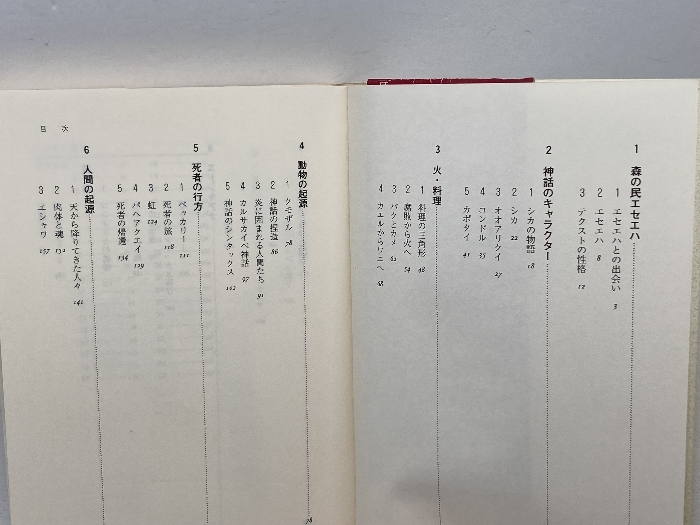 1 森の民エセエハ
1 エセエハとの出会い 3
2 エセエハ 8
3 テクストの性格 12
2 神話のキャラクター
1 シカの物語 18
2 シカ 22
3 オオアリクイ 27
4 コンドル 35
5 カポタイ 41
3 火・料理
1 料理の三角形 48
2 腐敗から火へ 54
3 バクとカメ 62
4 カエルからワニへ 68
4 動物の起源
1 クモザル 78
2 神話の捏造 86
3 炎に囲まれる人間たち 91
4 カルサカイベ神話 97
5 神話のシンタックス 102
78
5 死者の行方
1 ペッカリー 111
2 死者の旅 118
3 虹 124
4 バヘアクエイ 129
5 死者の帰還 134
6 人間の起源
1 天から降りてきた人々 142
2 肉体と魂 152
3 エシャワ 157
目次